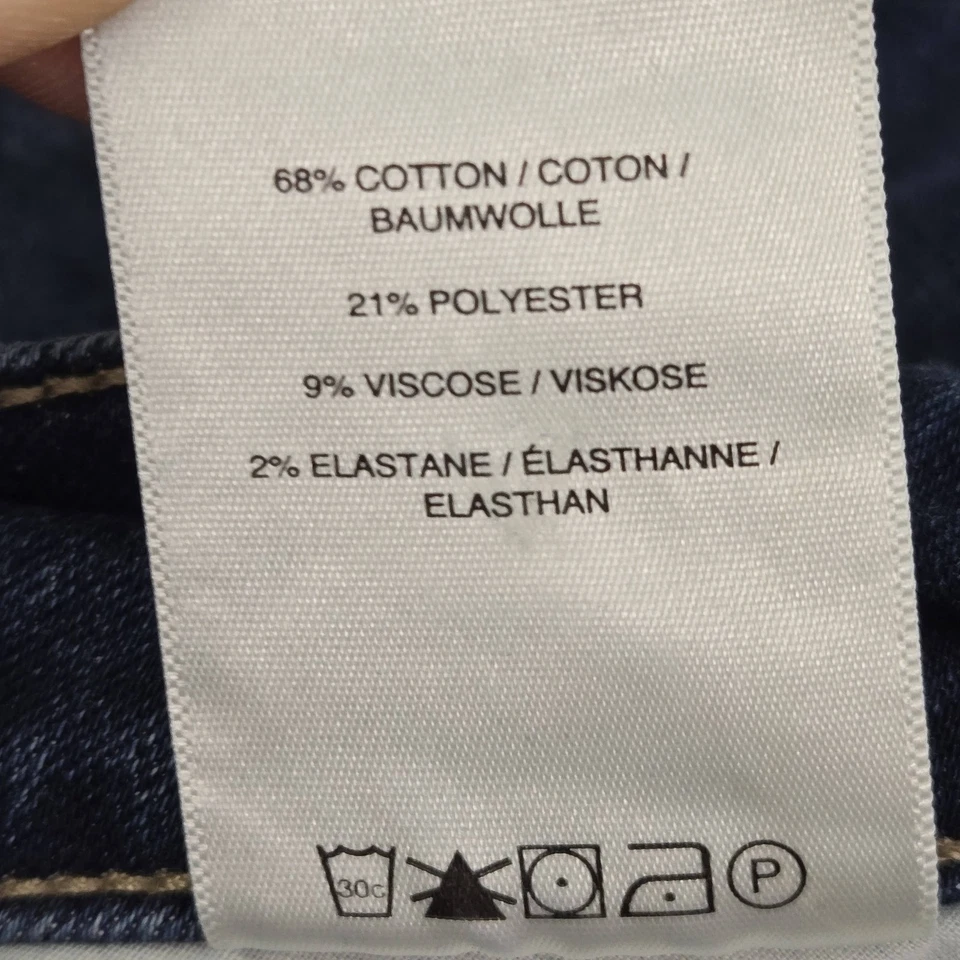 68% COTTON / COTON /
BAUMWOLLE
21% POLYESTER
9% VISCOSE / VISKOSE
2% ELASTANE / ÉLASTHANNE /
ELASTHAN
30c P